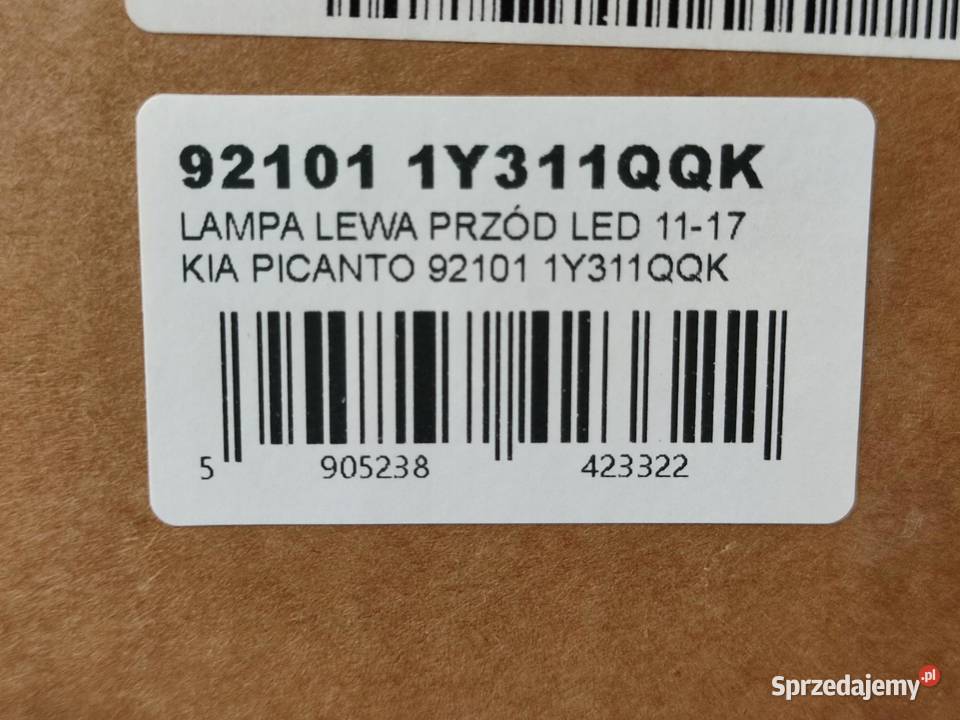 92101 1Y311QQK
LAMPA LEWA PRZÓD LED 11-17
KIA PICANTO 92101 1Y311QQK
5 905238 423322
Sprzedajemy.pl